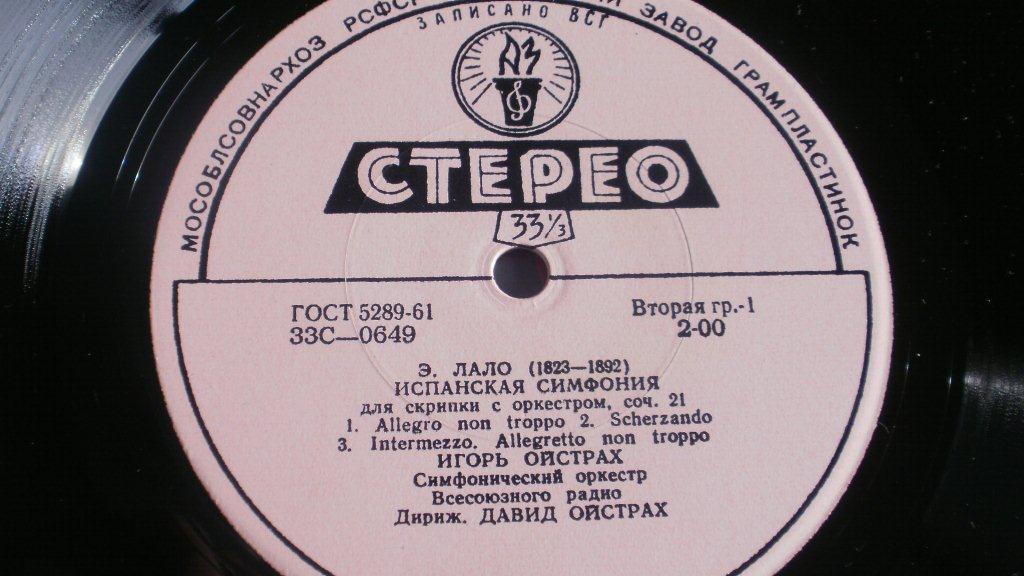 МОСОБЛСОВНАРХОЗ РСФСР ЗАВОД ГРАМПЛАСТИНОК
ЗАПИСАНО ВСГ
АЗ
СТЕРЕО
33⅓
ГОСТ 5289-61
Вторая гр.-1
33С—0649
2-00
Э. ЛАЛО (1823—1892)
ИСПАНСКАЯ СИМФОНИЯ
для скрипки с оркестром, соч. 21
1. Allegro non troppo 2. Scherzando
3. Intermezzo. Allegretto non troppo
ИГОРЬ ОЙСТРАХ
Симфонический оркестр
Всесоюзного радио
Дириж. ДАВИД ОЙСТРАХ